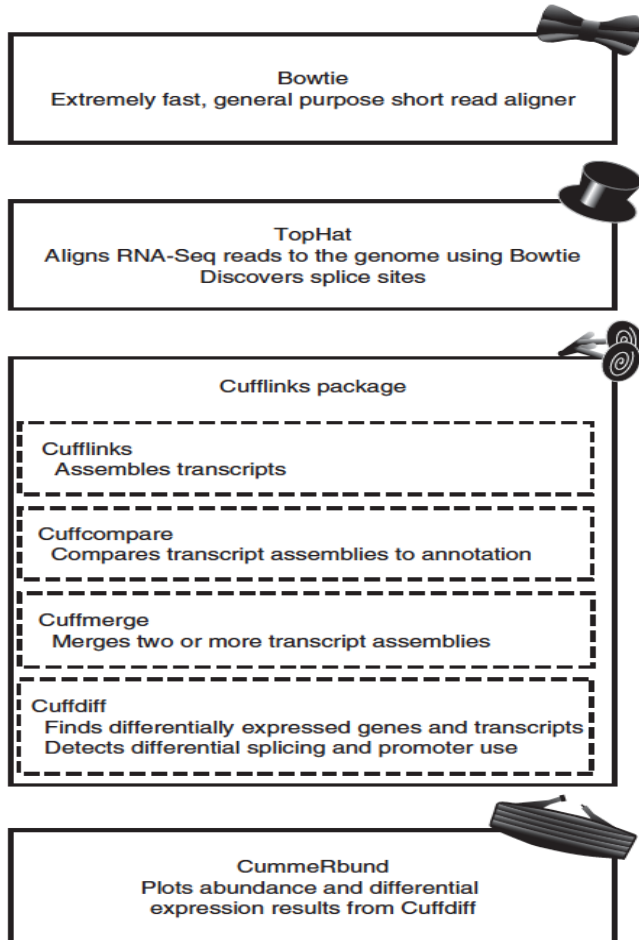 Bowtie
Extremely fast, general purpose short read aligner
TopHat
Aligns RNA-Seq reads to the genome using Bowtie
Discovers splice sites
Cufflinks package
Cufflinks
Assembles transcripts
Cuffcompare
Compares transcript assemblies to annotation
Cuffmerge
Merges two or more transcript assemblies
Cuffdiff
Finds differentially expressed genes and transcripts
Detects differential splicing and promoter use
CummeRbund
Plots abundance and differential
expression results from Cuffdiff